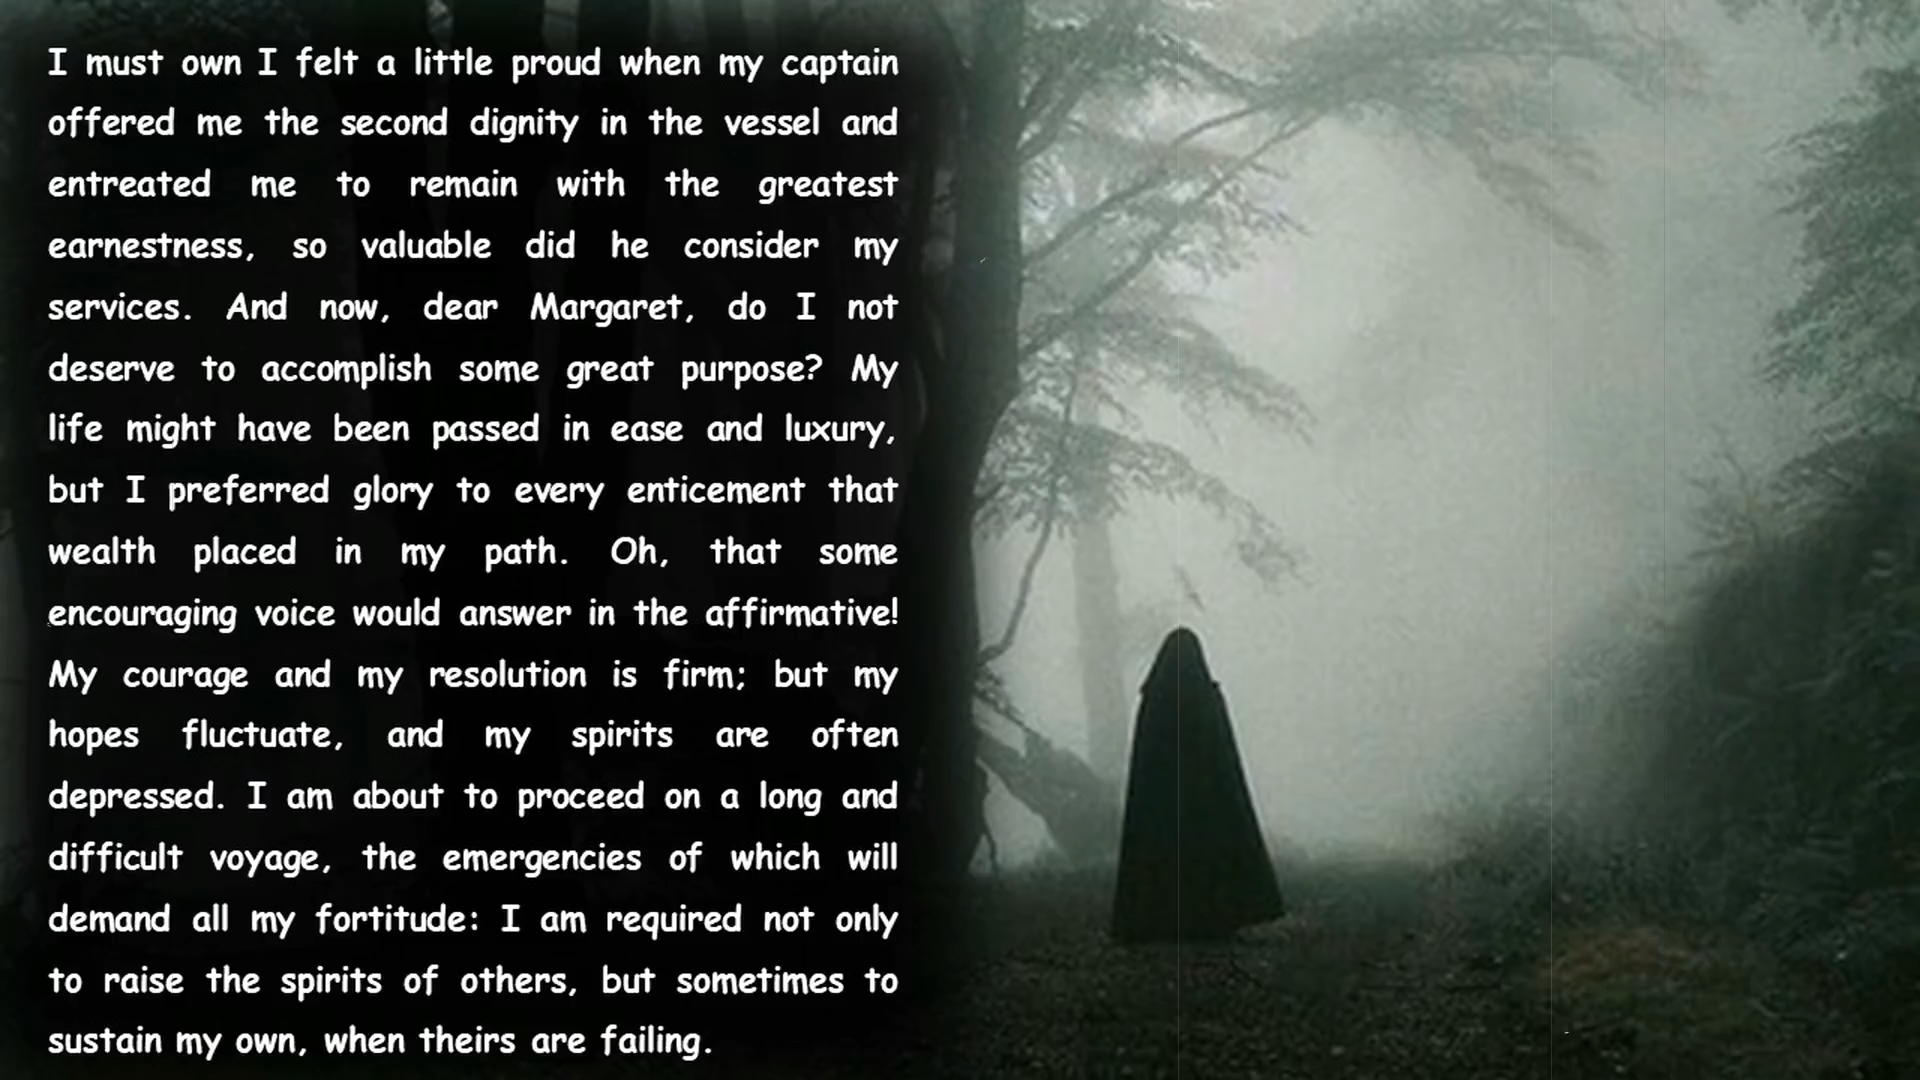 I must own I felt a little proud when my captain
offered me the second dignity in the vessel and
entreated me to remain with the greatest
earnestness, so valuable did he consider my
services. And now, dear Margaret, do I not
deserve to accomplish some great purpose? My
life might have been passed in ease and luxury,
but I preferred glory to every enticement that
wealth placed in my path. Oh, that some
encouraging voice would answer in the affirmative!
My courage and my resolution is firm; but my
hopes fluctuate, and my spirits are often
depressed. I am about to proceed on a long and
difficult voyage, the emergencies of which will
demand all my fortitude: I am required not only
to raise the spirits of others, but sometimes to
sustain my own, when theirs are failing.